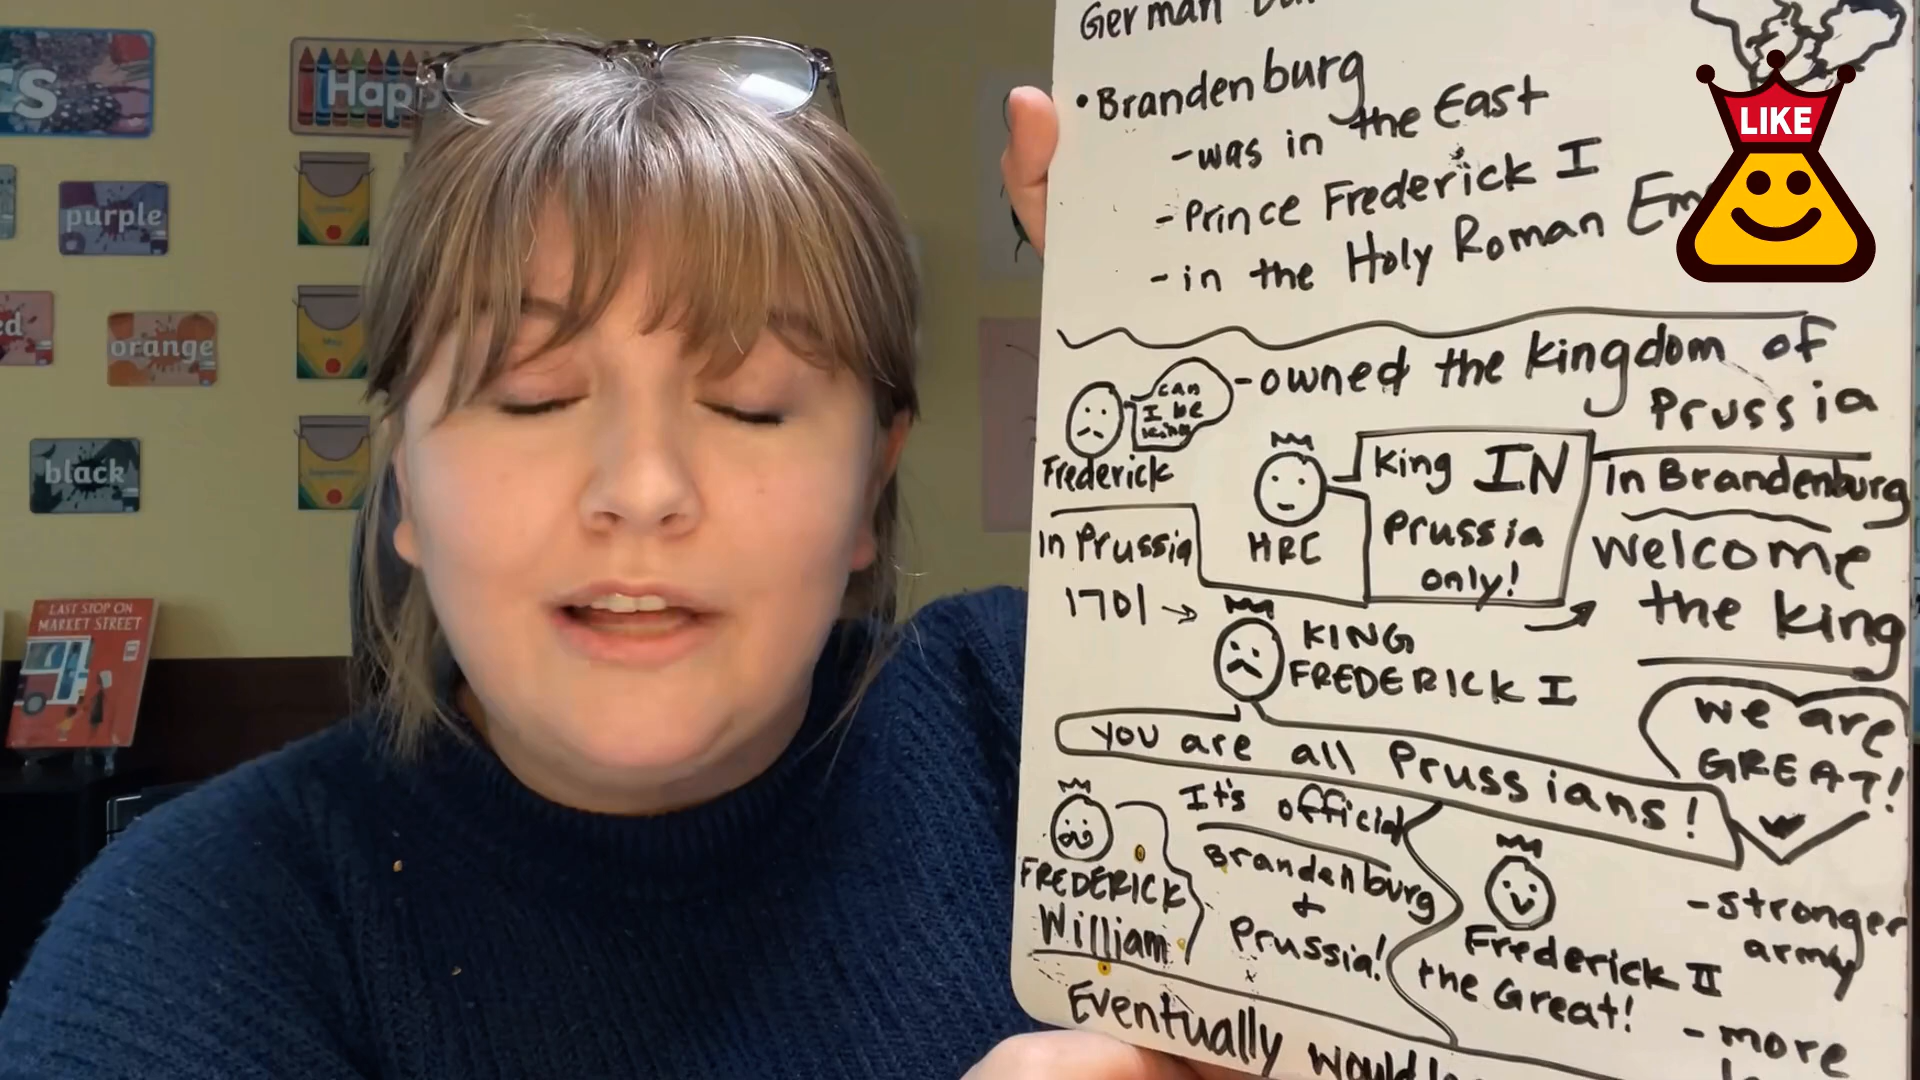 s
Hap
purple
ed
orange
black
LAST STOP ON
MARKET STREET
German
• Brandenburg
- was in the East
- Prince Frederick I
- in the Holy Roman Em
LIKE
- owned the kingdom of
Prussia
can
I be
king
Frederick
HRE
King IN
Prussia
only!
In Brandenburg
Welcome
the king
In Prussia
1701 →
KING
FREDERICK I
You are all Prussians!
We are
GREAT!
FREDERICK
William
It's official
Brandenburg
+
Prussia!
Frederick II
the Great!
- stronger
army
- more
Eventually would